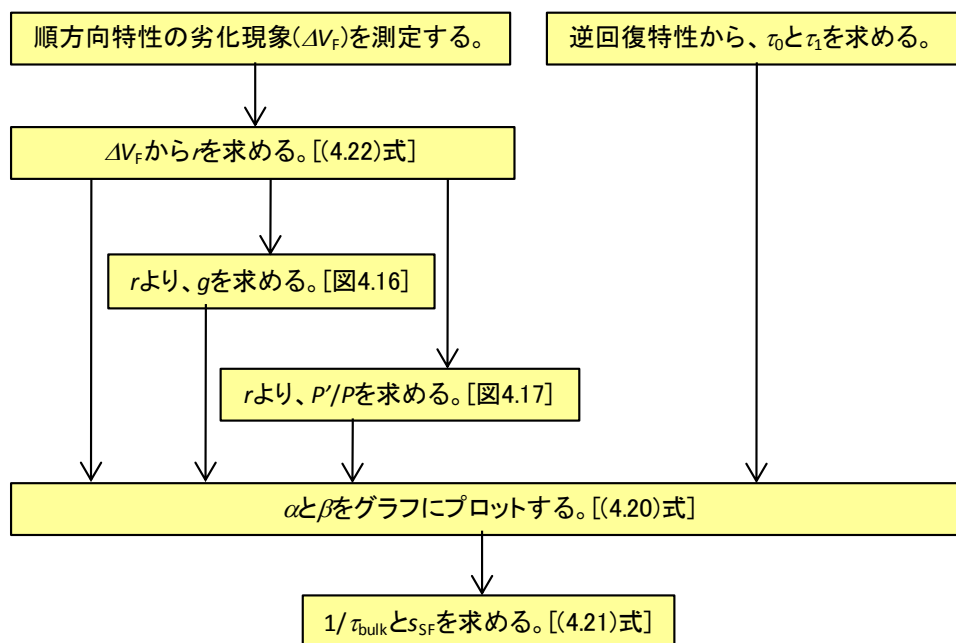 順方向特性の劣化現象(ΔVF)を測定する。
逆回復特性から、τ0とτ1を求める。
ΔVFからrを求める。[(4.22)式]
rより、gを求める。[図4.16]
rより、P'/Pを求める。[図4.17]
αとβをグラフにプロットする。[(4.20)式]
1/τbulkとsSFを求める。[(4.21)式]